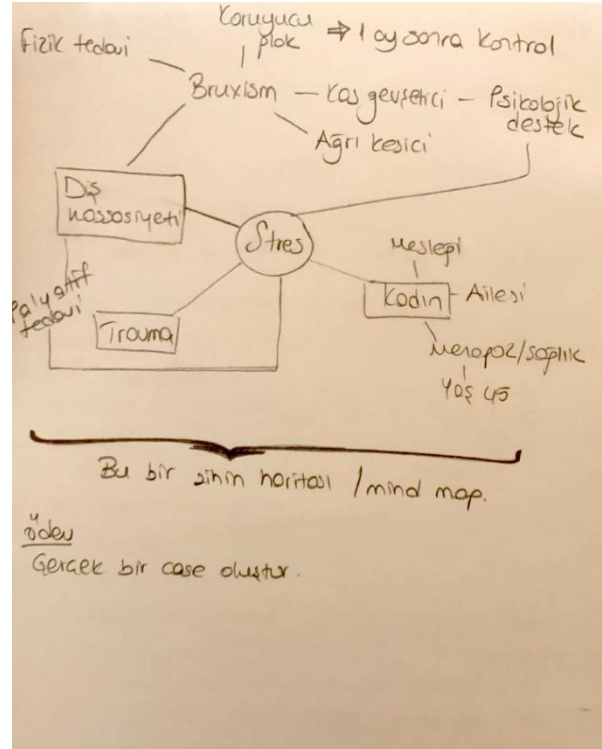 Koruyucu
plak ⇒ 1 ay sonra kontrol
Fizik tedavi
Bruxism — Kas gevşetici — Psikolojik
destek
Ağrı kesici
Diş
hassasiyeti
Stres
Mesleği
Kadın - Ailesi
Palyatif
tedavi
Travma
Menapoz/sağlık
Yaş 45
Bu bir zihin haritası / mind map.
ödev
Gerçek bir case oluştur.